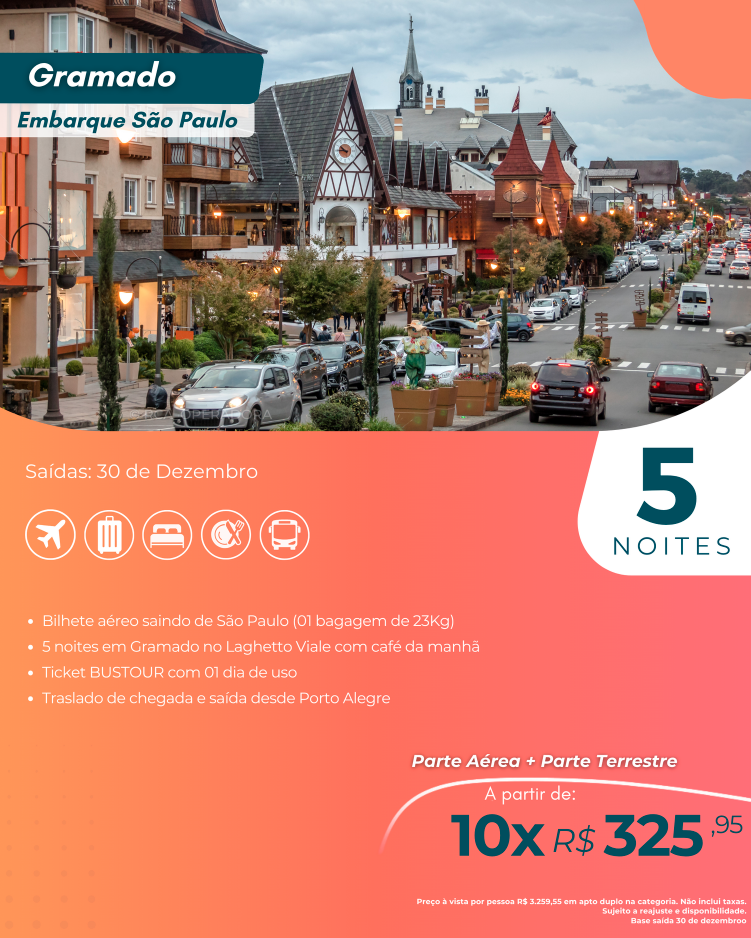 Gramado
Embarque São Paulo
Saídas: 30 de Dezembro
5
NOITES
Bilhete aéreo saindo de São Paulo (01 bagagem de 23Kg)
5 noites em Gramado no Laghetto Viale com café da manhã
Ticket BUSTOUR com 01 dia de uso
Traslado de chegada e saída desde Porto Alegre
Parte Aérea + Parte Terrestre
A partir de:
10x R$ 325,95
Preço à vista por pessoa R$ 3.259,55 em apto duplo na categoria. Não inclui taxas.
Sujeito a reajuste e disponibilidade.
Base saída 30 de dezembroo